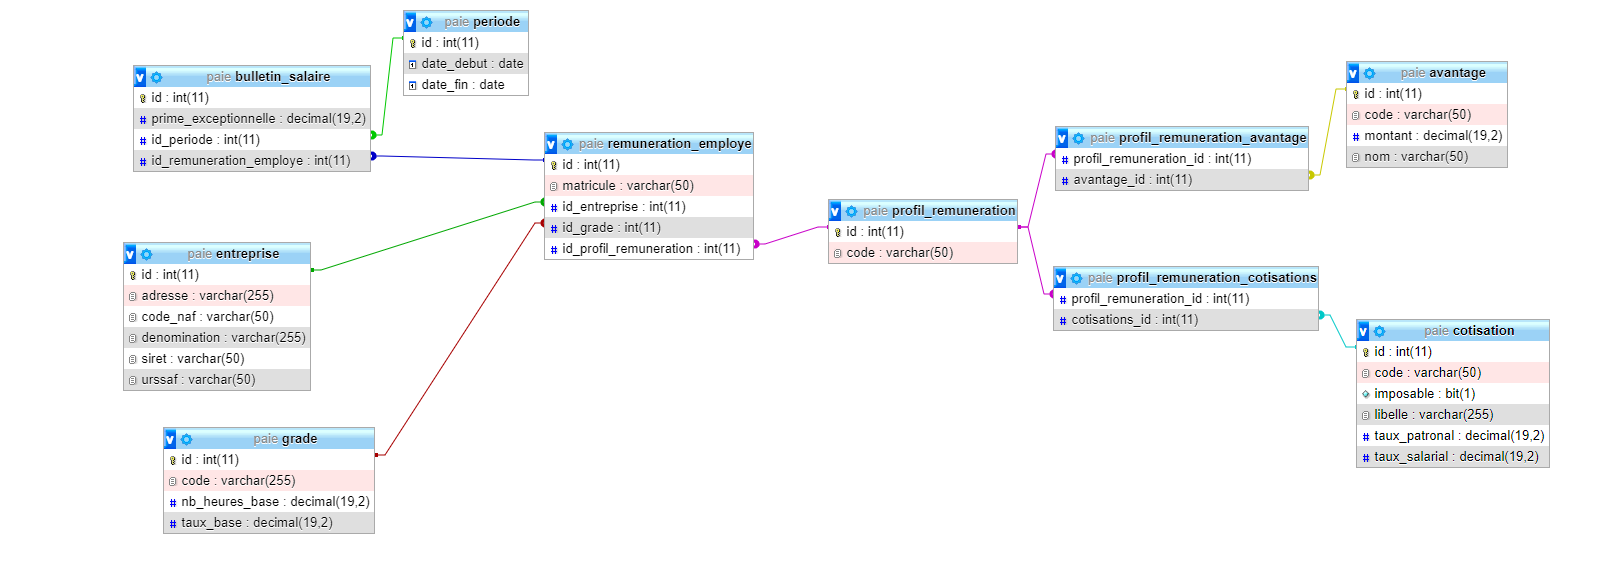 paie periode
id : int(11)
date_debut : date
date_fin : date
paie bulletin_salaire
id : int(11)
prime_exceptionnelle : decimal(19,2)
id_periode : int(11)
id_remuneration_employe : int(11)
paie entreprise
id : int(11)
adresse : varchar(255)
code_naf : varchar(50)
denomination : varchar(255)
siret : varchar(50)
urssaf : varchar(50)
paie grade
id : int(11)
code : varchar(255)
nb_heures_base : decimal(19,2)
taux_base : decimal(19,2)
paie remuneration_employe
id : int(11)
matricule : varchar(50)
id_entreprise : int(11)
id_grade : int(11)
id_profil_remuneration : int(11)
paie profil_remuneration
id : int(11)
code : varchar(50)
paie profil_remuneration_avantage
profil_remuneration_id : int(11)
avantage_id : int(11)
paie profil_remuneration_cotisations
profil_remuneration_id : int(11)
cotisations_id : int(11)
paie avantage
id : int(11)
code : varchar(50)
montant : decimal(19,2)
nom : varchar(50)
paie cotisation
id : int(11)
code : varchar(50)
imposable : bit(1)
libelle : varchar(255)
taux_patronal : decimal(19,2)
taux_salarial : decimal(19,2)